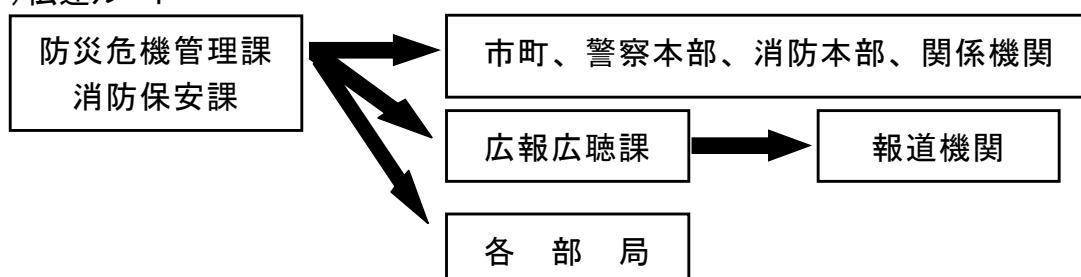 防災危機管理課
消防保安課
市町、警察本部、消防本部、関係機関
広報広聴課
報道機関
各 部 局